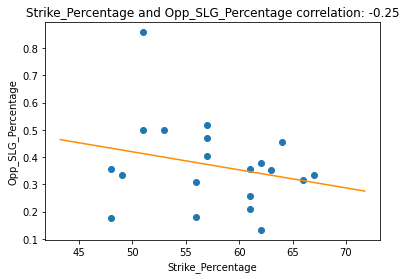 Strike_Percentage and Opp_SLG_Percentage correlation: -0.25
0.8
0.7
0.6
0.5
0.4
0.3
0.2
0.1
Opp_SLG_Percentage
45 50 55 60 65 70
Strike_Percentage